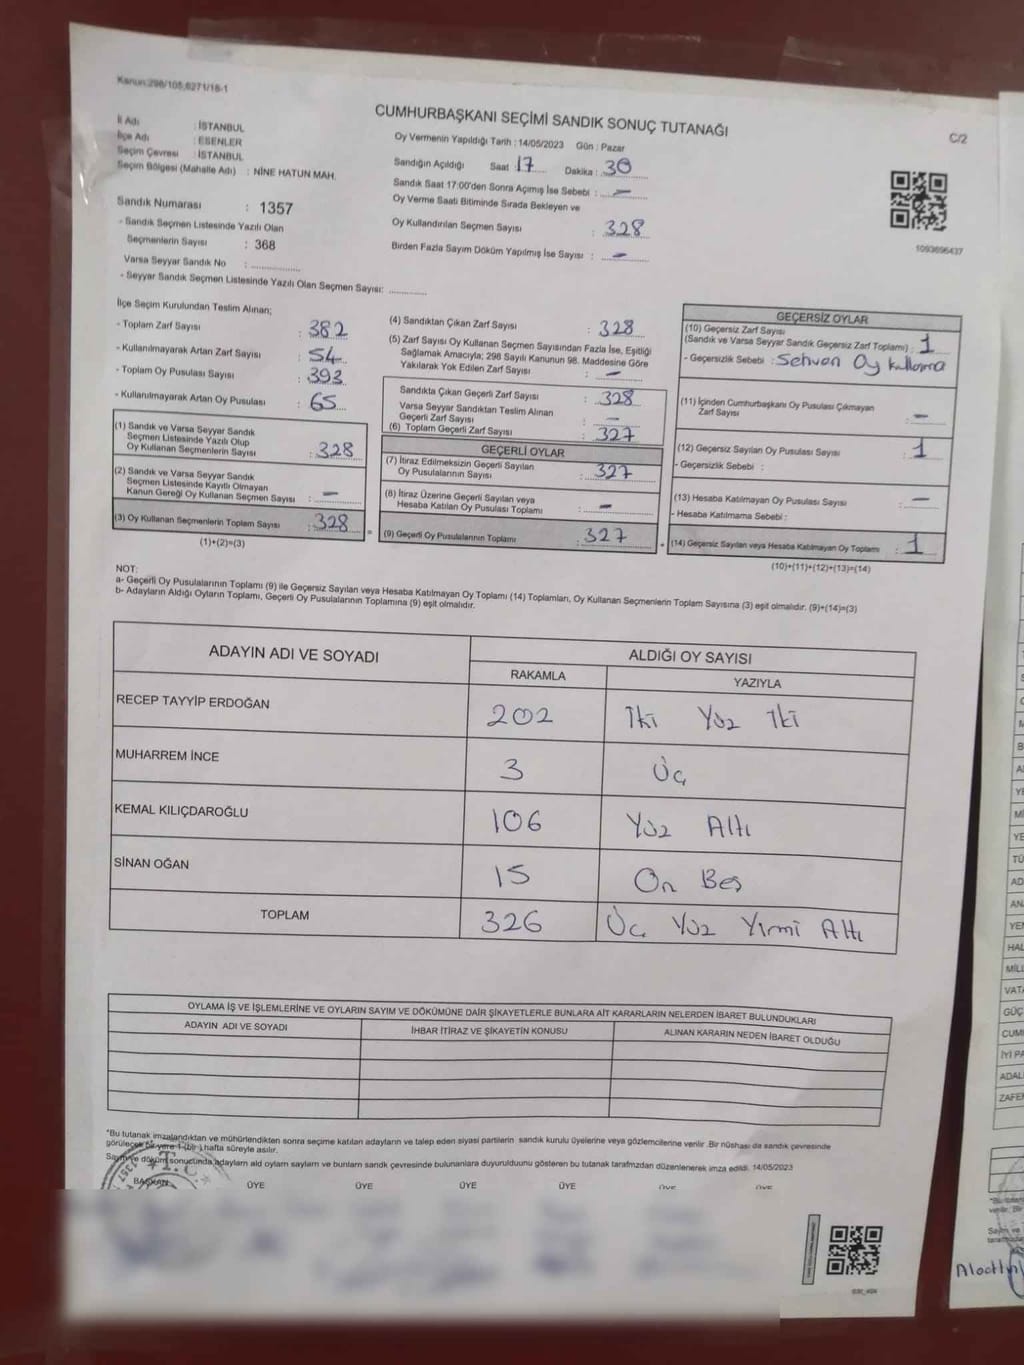 Kanun:298/105,6271/18-1
CUMHURBAŞKANI SEÇİMİ SANDIK SONUÇ TUTANAĞI
C/2
İl Adı : İSTANBUL
İlçe Adı : ESENLER
Seçim Çevresi : İSTANBUL
Seçim Bölgesi (Mahalle Adı) : NİNE HATUN MAH.
Oy Vermenin Yapıldığı Tarih : 14/05/2023 Gün : Pazar
Sandığın Açıldığı Saat 17 Dakika : 30
Sandık Saat 17:00'den Sonra Açımış İse Sebebi : —
Oy Verme Saati Bitiminde Sırada Bekleyen ve
Oy Kullandırılan Seçmen Sayısı : 328
Birden Fazla Sayım Döküm Yapılmış İse Sayısı : —
1093696437
Sandık Numarası : 1357
- Sandık Seçmen Listesinde Yazılı Olan
Seçmenlerin Sayısı : 368
Varsa Seyyar Sandık No : ................
- Seyyar Sandık Seçmen Listesinde Yazılı Olan Seçmen Sayısı: ............
İlçe Seçim Kurulundan Teslim Alınan;
- Toplam Zarf Sayısı : 382
- Kullanılmayarak Artan Zarf Sayısı : 54
- Toplam Oy Pusulası Sayısı : 393
- Kullanılmayarak Artan Oy Pusulası : 65
(1) Sandık ve Varsa Seyyar Sandık
Seçmen Listesinde Yazılı Olup
Oy Kullanan Seçmenlerin Sayısı : 328
(2) Sandık ve Varsa Seyyar Sandık
Seçmen Listesinde Kayıtlı Olmayan
Kanun Gereği Oy Kullanan Seçmen Sayısı : —
(3) Oy Kullanan Seçmenlerin Toplam Sayısı : 328
(1)+(2)=(3)
(4) Sandıktan Çıkan Zarf Sayısı : 328
(5) Zarf Sayısı Oy Kullanan Seçmen Sayısından Fazla İse, Eşitliği
Sağlamak Amacıyla; 298 Sayılı Kanunun 98. Maddesine Göre
Yakılarak Yok Edilen Zarf Sayısı : —
Sandıkta Çıkan Geçerli Zarf Sayısı : 328
Varsa Seyyar Sandıktan Teslim Alınan
Geçerli Zarf Sayısı : —
(6) Toplam Geçerli Zarf Sayısı : 327
GEÇERLİ OYLAR
(7) İtiraz Edilmeksizin Geçerli Sayılan
Oy Pusulalarının Sayısı : 327
(8) İtiraz Üzerine Geçerli Sayılan veya
Hesaba Katılan Oy Pusulası Toplamı : —
= (9) Geçerli Oy Pusulalarının Toplamı : 327
GEÇERSİZ OYLAR
(10) Geçersiz Zarf Sayısı
(Sandık ve Varsa Seyyar Sandık Geçersiz Zarf Toplamı) : 1
- Geçersizlik Sebebi : Sehven Oy kullanma
(11) İçinden Cumhurbaşkanı Oy Pusulası Çıkmayan
Zarf Sayısı : —
(12) Geçersiz Sayılan Oy Pusulası Sayısı : 1
- Geçersizlik Sebebi :
(13) Hesaba Katılmayan Oy Pusulası Sayısı : —
- Hesaba Katılmama Sebebi :
+ (14) Geçersiz Sayılan veya Hesaba Katılmayan Oy Toplamı : 1
(10)+(11)+(12)+(13)=(14)
NOT:
a- Geçerli Oy Pusulalarının Toplamı (9) ile Geçersiz Sayılan veya Hesaba Katılmayan Oy Toplamı (14) Toplamları, Oy Kullanan Seçmenlerin Toplam Sayısına (3) eşit olmalıdır. (9)+(14)=(3)
b- Adayların Aldığı Oyların Toplamı, Geçerli Oy Pusulalarının Toplamına (9) eşit olmalıdır.
ADAYIN ADI VE SOYADI ALDIĞI OY SAYISI
RAKAMLA YAZIYLA
RECEP TAYYİP ERDOĞAN 202 İki Yüz İki
MUHARREM İNCE 3 Üç
KEMAL KILIÇDAROĞLU 106 Yüz Altı
SİNAN OĞAN 15 On Beş
TOPLAM 326 Üç Yüz Yirmi Altı
OYLAMA İŞ VE İŞLEMLERİNE VE OYLARIN SAYIM VE DÖKÜMÜNE DAİR ŞİKAYETLERLE BUNLARA AİT KARARLARIN NELERDEN İBARET BULUNDUKLARI
ADAYIN ADI VE SOYADI İHBAR İTİRAZ VE ŞİKAYETİN KONUSU ALINAN KARARIN NEDEN İBARET OLDUĞU
*Bu tutanak imzalandıktan ve mühürlendikten sonra seçime katılan adayların ve talep eden siyasi partilerin sandık kurulu üyelerine veya gözlemcilerine verilir .Bir nüshası da sandık çevresinde
görülecek bir yere 1 (bir ) hafta süreyle asılır.
Sayım ve döküm sonucunda adayların ald oyların sayların ve bunların sandk çevresinde bulunanlara duyurulduunu gösteren bu tutanak tarafmzdan düzenlenerek imza edildi. 14/05/2023
BAŞKAN ÜYE ÜYE ÜYE ÜYE ÜYE ÜYE
1357 T.C.